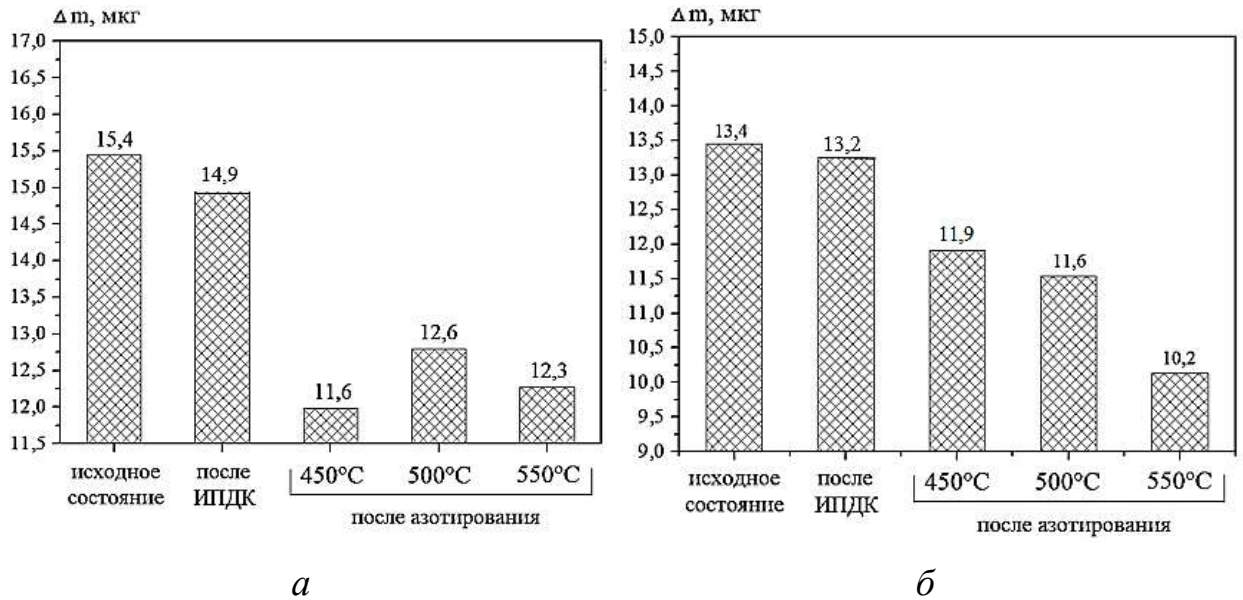 Δ m, мкг
17,0
16,5
16,0
15,5
15,0
14,5
14,0
13,5
13,0
12,5
12,0
11,5
15,4
14,9
11,6
12,6
12,3
исходное
состояние
после
ИПДК
450°C
500°C
550°C
после азотирования
а
Δ m, мкг
15,0
14,5
14,0
13,5
13,0
12,5
12,0
11,5
11,0
10,5
10,0
9,5
9,0
13,4
13,2
11,9
11,6
10,2
исходное
состояние
после
ИПДК
450°C
500°C
550°C
после азотирования
б